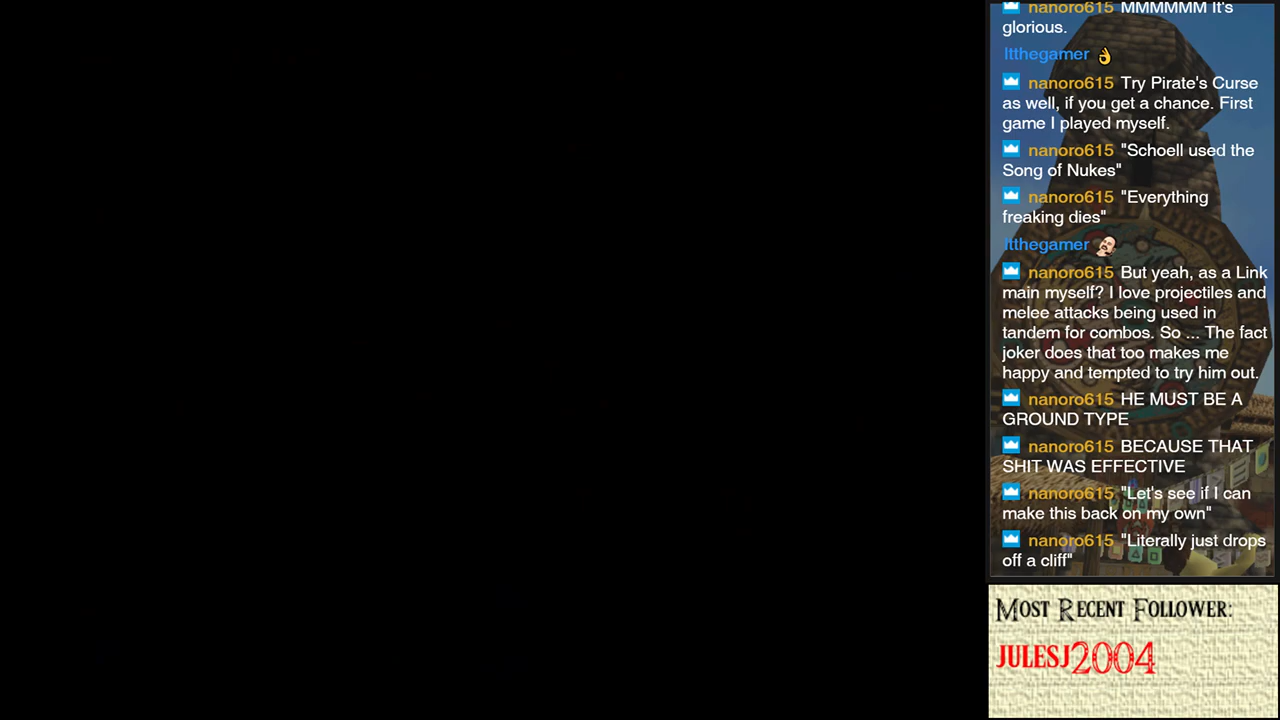 nanoro615 MMMMMM It's
glorious.
Itthegamer
nanoro615 Try Pirate's Curse
as well, if you get a chance. First
game I played myself.
nanoro615 "Schoell used the
Song of Nukes"
nanoro615 "Everything
freaking dies"
Itthegamer
nanoro615 But yeah, as a Link
main myself? I love projectiles and
melee attacks being used in
tandem for combos. So ... The fact
joker does that too makes me
happy and tempted to try him out.
nanoro615 HE MUST BE A
GROUND TYPE
nanoro615 BECAUSE THAT
SHIT WAS EFFECTIVE
nanoro615 "Let's see if I can
make this back on my own"
nanoro615 "Literally just drops
off a cliff"
Most Recent Follower:
julesj2004